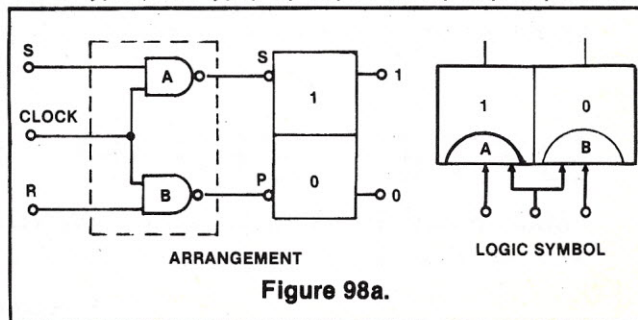 S
CLOCK
R
A
B
S
P
1
0
1
0
ARRANGEMENT
1
0
A
B
LOGIC SYMBOL
Figure 98a.